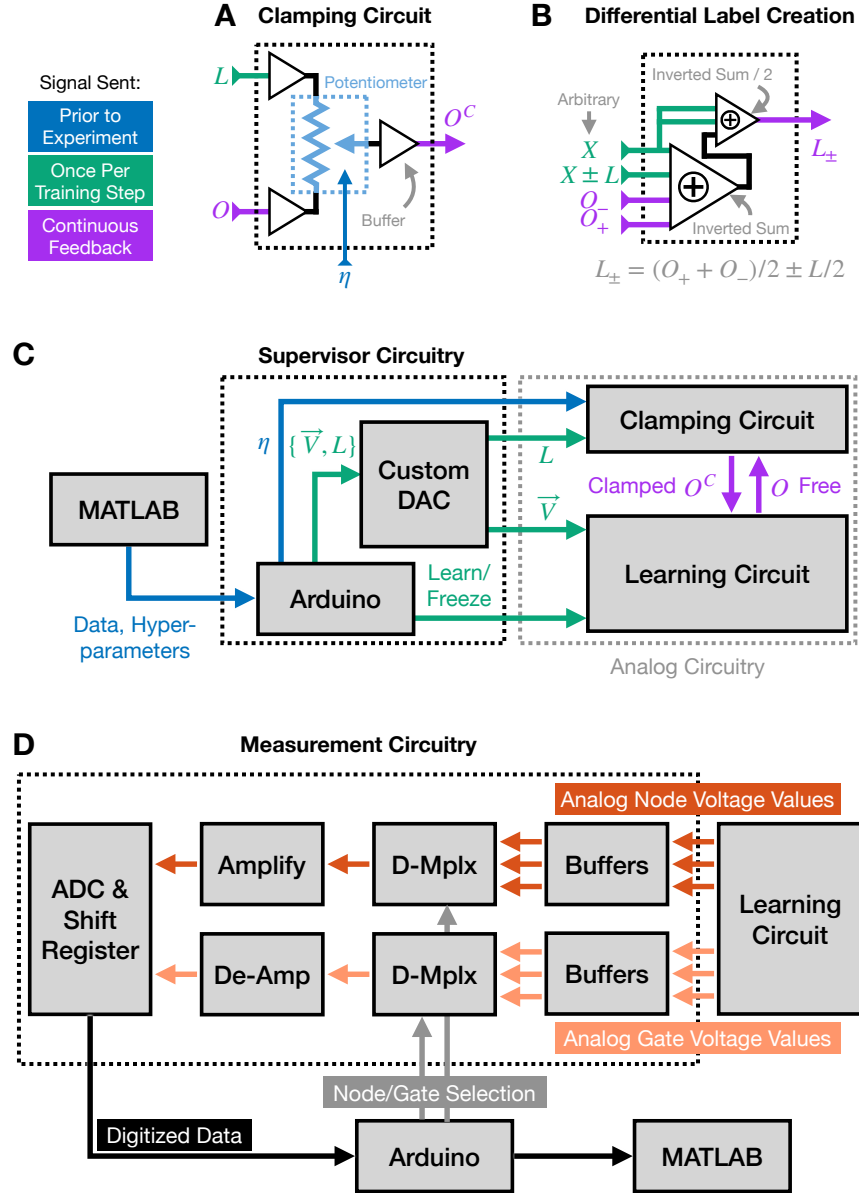 A Clamping Circuit
Signal Sent:
Prior to
Experiment
Once Per
Training Step
Continuous
Feedback
L
Potentiometer
O^C
O
Buffer
η
B Differential Label Creation
Inverted Sum / 2
Arbitrary
X
X ± L
O_-
O_+
L_±
Inverted Sum
L_± = (O_+ + O_-)/2 ± L/2
C
Supervisor Circuitry
η
{V⃗, L}
Custom
DAC
L
V⃗
Clamping Circuit
Clamped O^C
O Free
MATLAB
Arduino
Learn/
Freeze
Learning Circuit
Data, Hyper-
parameters
Analog Circuitry
D
Measurement Circuitry
Analog Node Voltage Values
ADC &
Shift
Register
Amplify
D-Mplx
Buffers
Learning
Circuit
De-Amp
D-Mplx
Buffers
Analog Gate Voltage Values
Node/Gate Selection
Digitized Data
Arduino
MATLAB